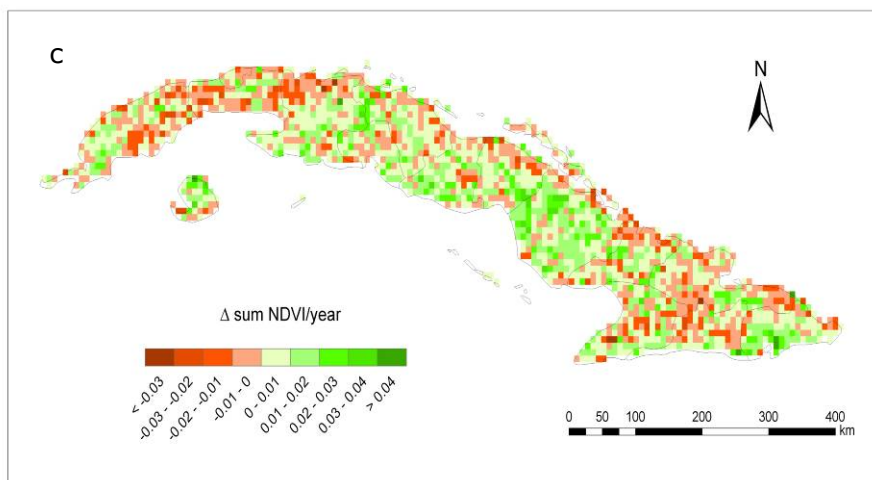 c
N
Δ sum NDVI/year
< -0.03
-0.03 - -0.02
-0.02 - -0.01
-0.01 - 0
0 - 0.01
0.01 - 0.02
0.02 - 0.03
0.03 - 0.04
> 0.04
0 50 100 200 300 400
km